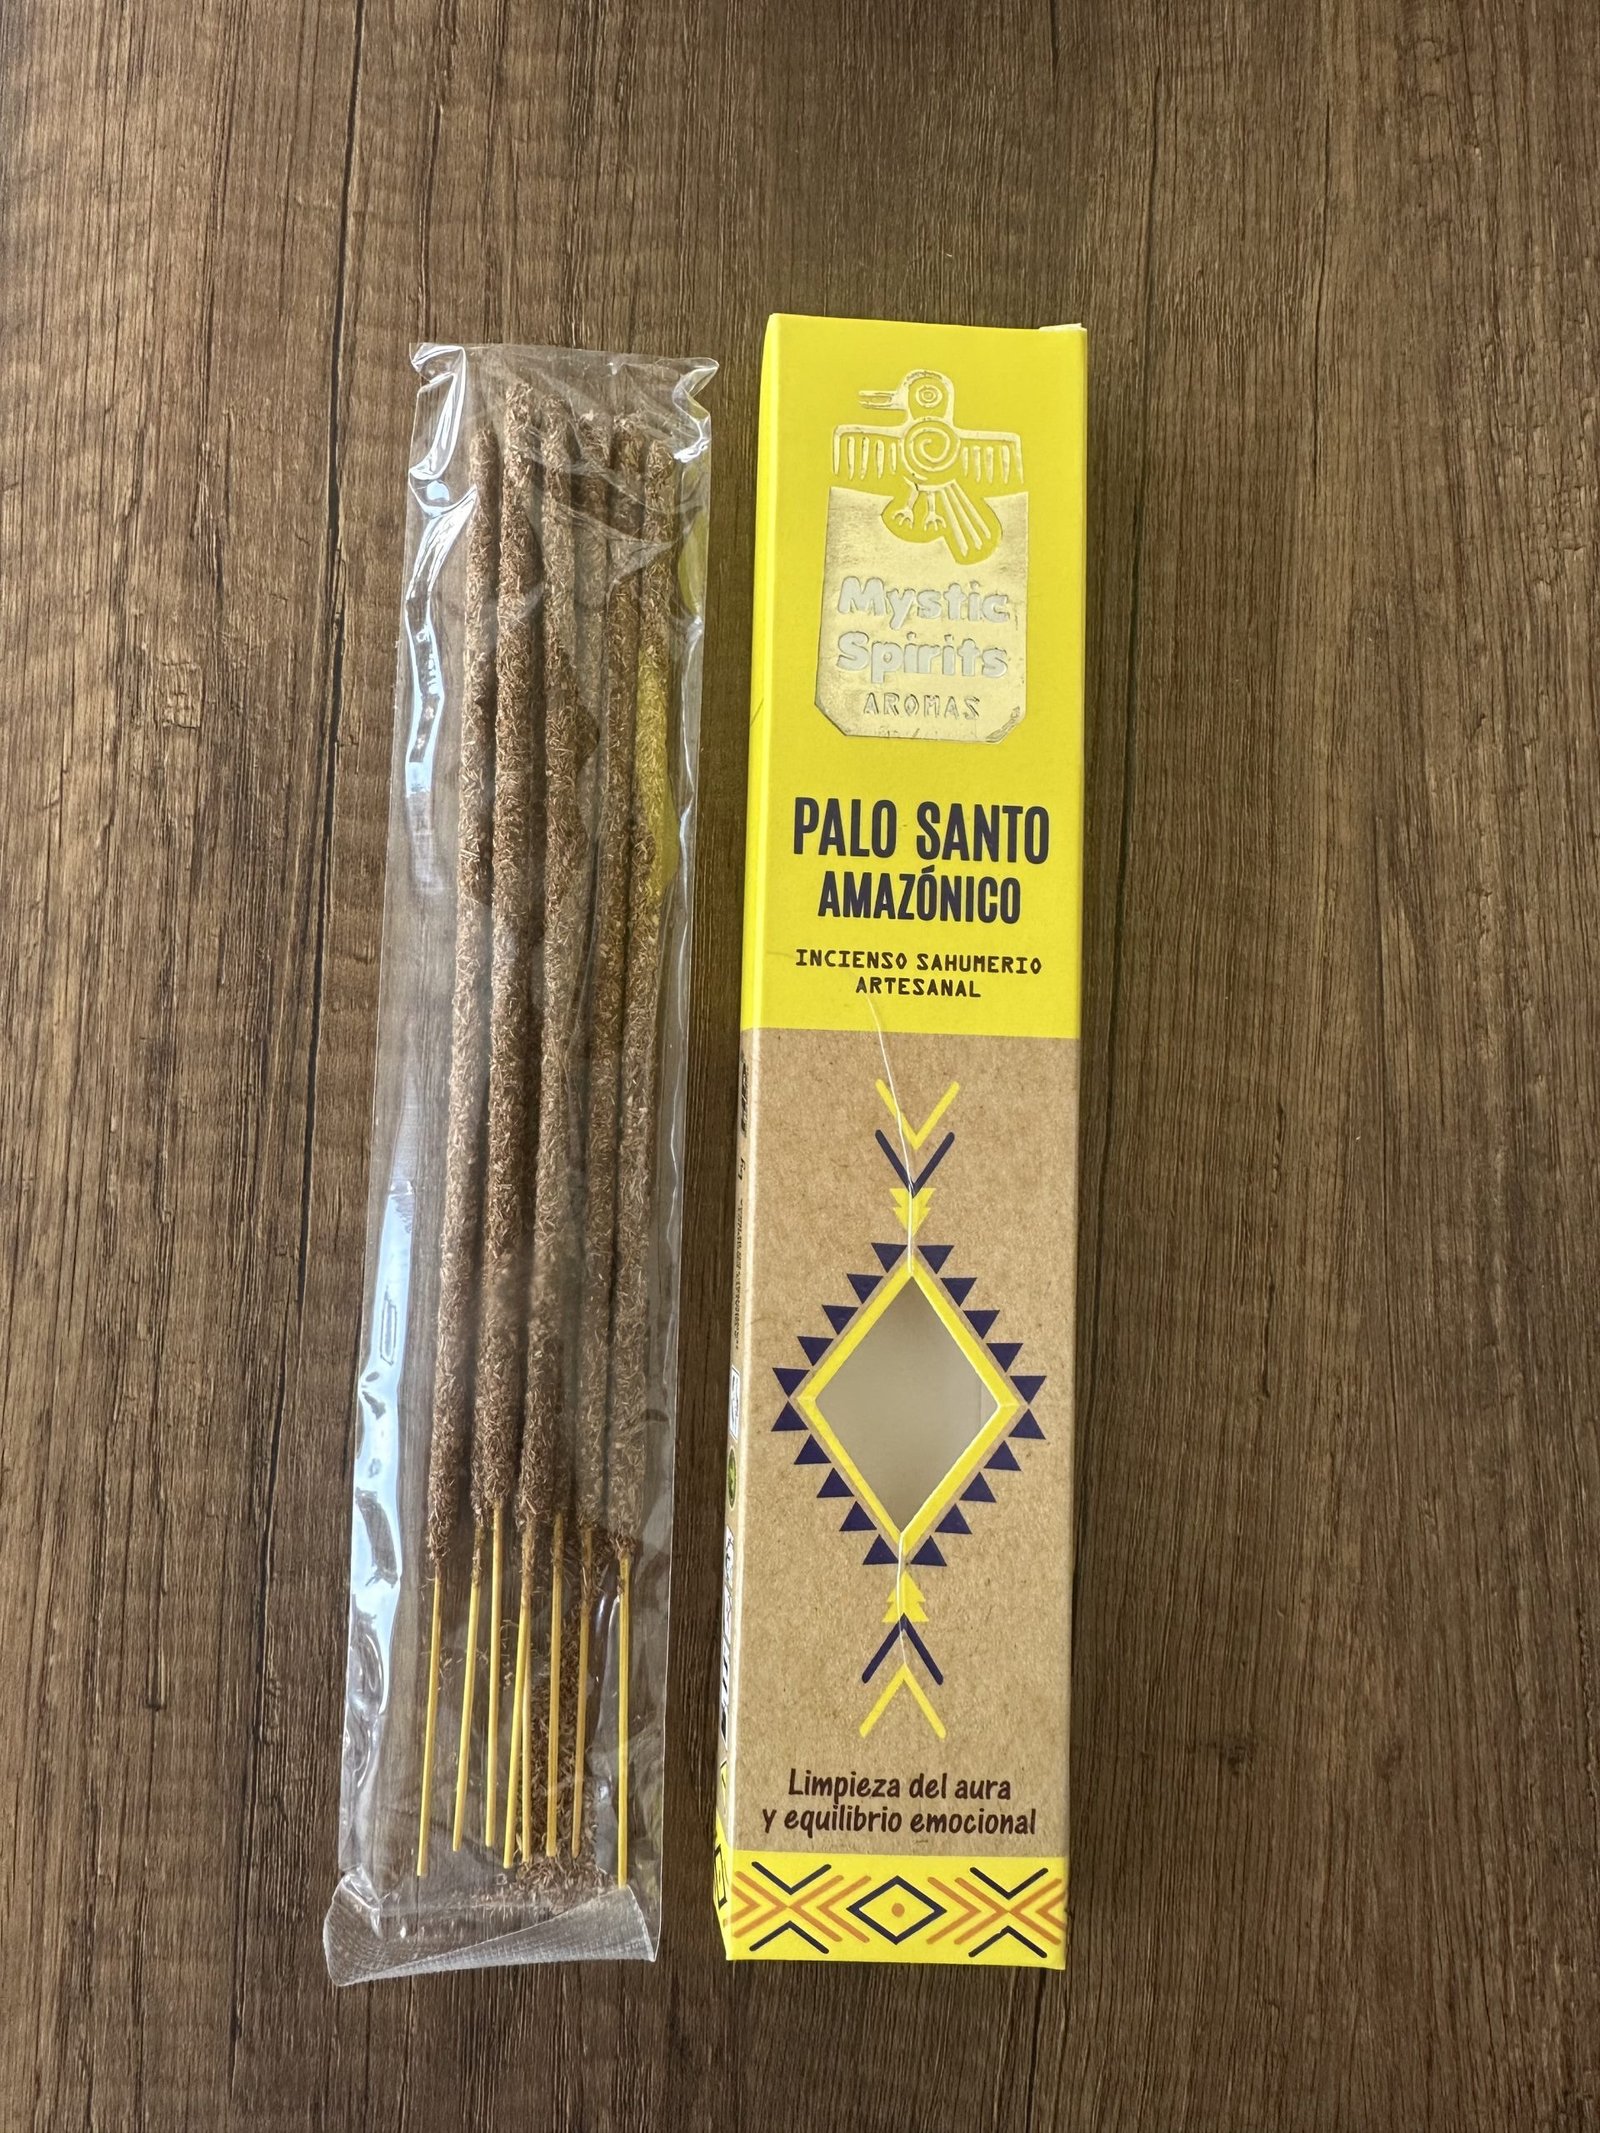 Mystic
Spirits
AROMAS
PALO SANTO
AMAZÓNICO
INCIENSO SAHUMERIO
ARTESANAL
Limpieza del aura
y equilibrio emocional